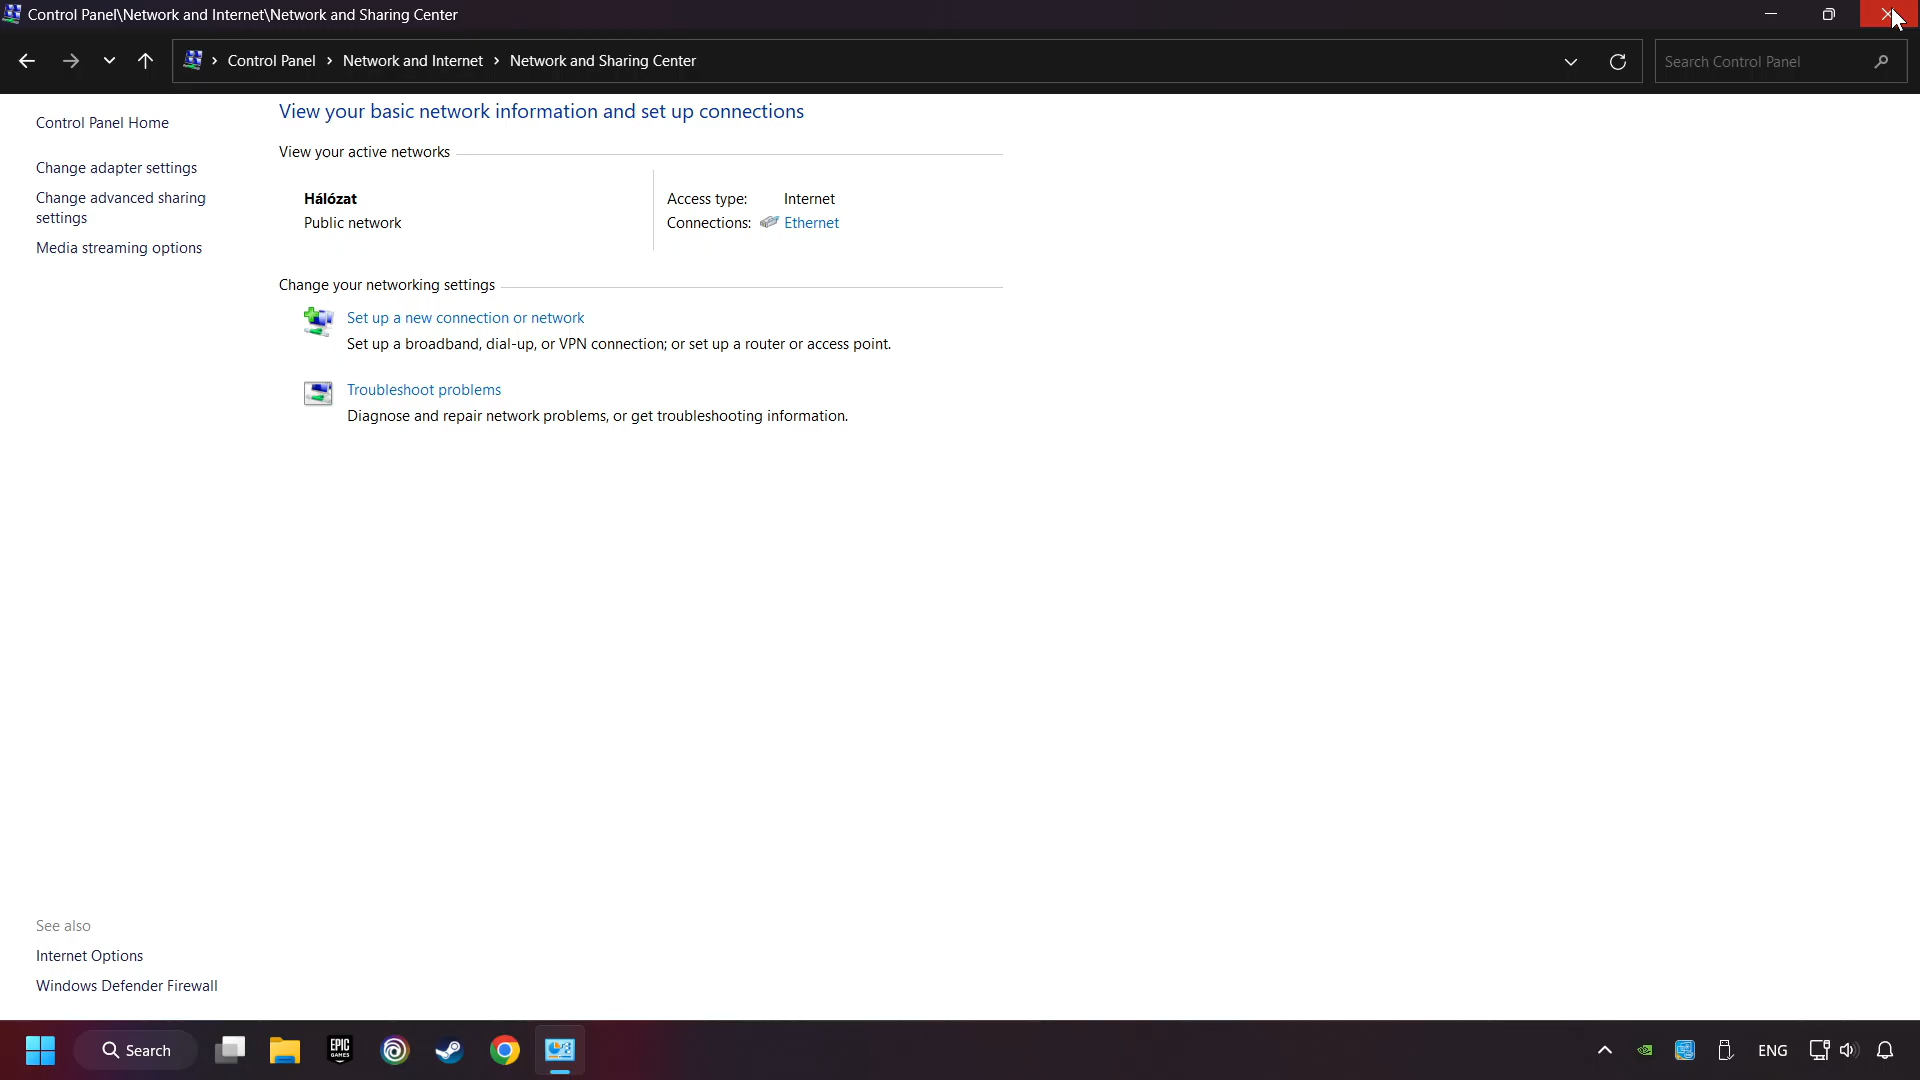 Control Panel\Network and Internet\Network and Sharing Center
Control Panel › Network and Internet › Network and Sharing Center
Search Control Panel
Control Panel Home
Change adapter settings
Change advanced sharing
settings
Media streaming options
View your basic network information and set up connections
View your active networks
Hálózat
Public network
Access type: Internet
Connections: Ethernet
Change your networking settings
Set up a new connection or network
Set up a broadband, dial-up, or VPN connection; or set up a router or access point.
Troubleshoot problems
Diagnose and repair network problems, or get troubleshooting information.
See also
Internet Options
Windows Defender Firewall
Search
EPIC
GAMES
ENG